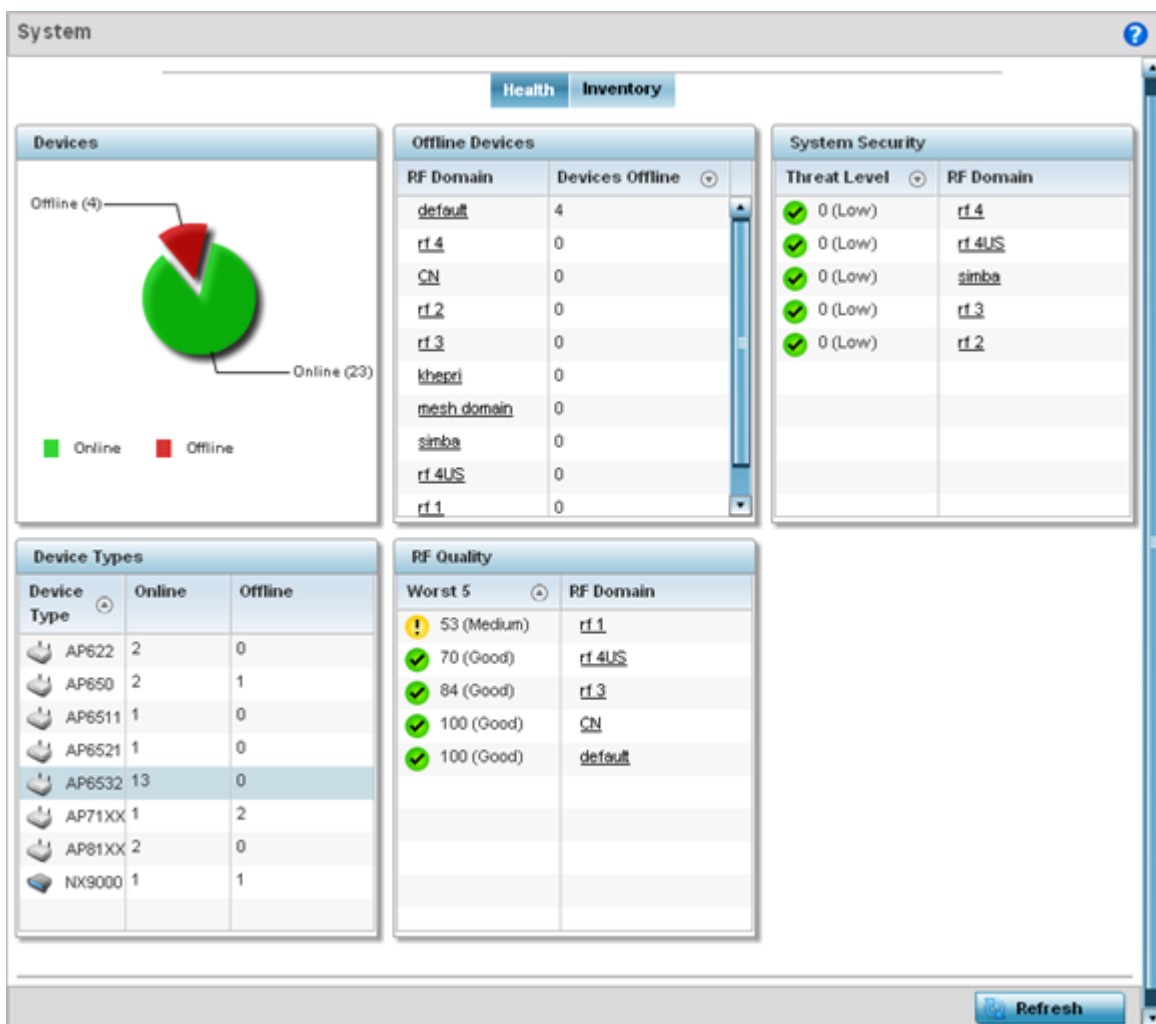 System
Health Inventory
Devices
Offline (4)
Online (23)
Online Offline
Offline Devices
RF Domain Devices Offline
default 4
rf 4 0
CN 0
rf 2 0
rf 3 0
khepri 0
mesh domain 0
simba 0
rf 4US 0
rf 1 0
System Security
Threat Level RF Domain
0 (Low) rf 4
0 (Low) rf 4US
0 (Low) simba
0 (Low) rf 3
0 (Low) rf 2
Device Types
Device Type Online Offline
AP622 2 0
AP650 2 1
AP6511 1 0
AP6521 1 0
AP6532 13 0
AP71XX 1 2
AP81XX 2 0
NX9000 1 1
RF Quality
Worst 5 RF Domain
53 (Medium) rf 1
70 (Good) rf 4US
84 (Good) rf 3
100 (Good) CN
100 (Good) default
Refresh